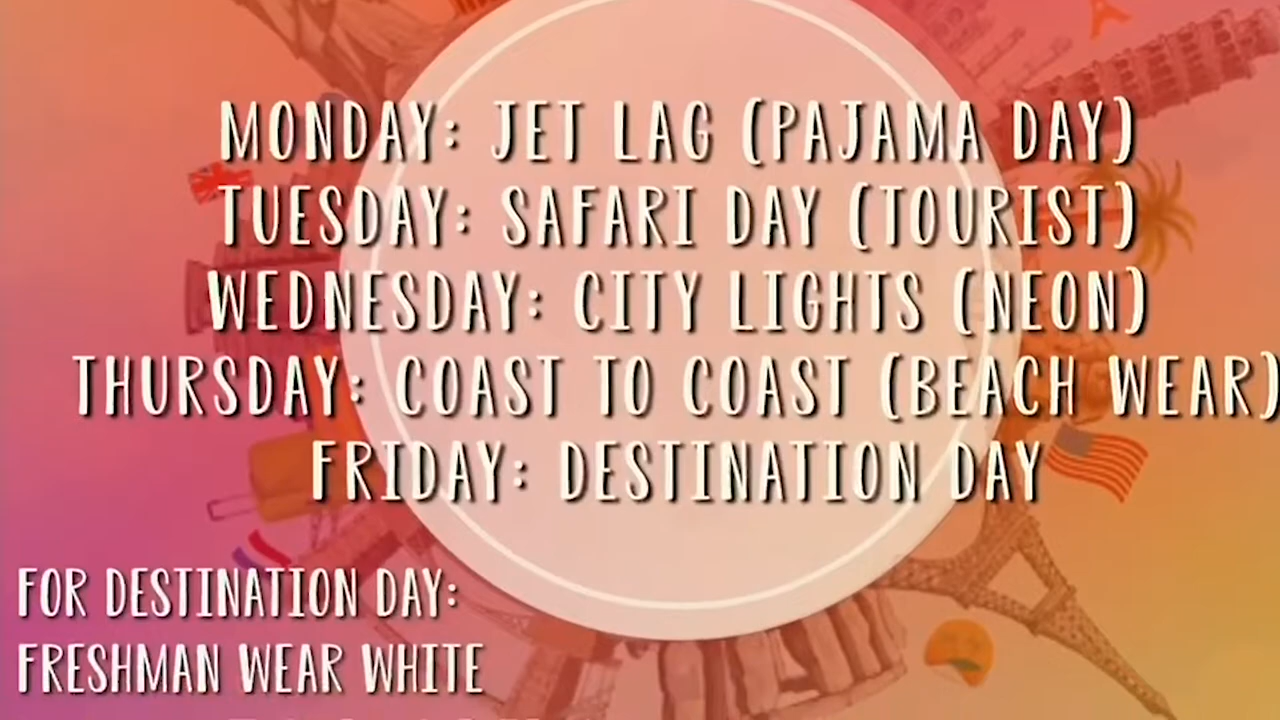 MONDAY: JET LAG (PAJAMA DAY)
TUESDAY: SAFARI DAY (TOURIST)
WEDNESDAY: CITY LIGHTS (NEON)
THURSDAY: COAST TO COAST (BEACH WEAR)
FRIDAY: DESTINATION DAY
FOR DESTINATION DAY:
FRESHMAN WEAR WHITE